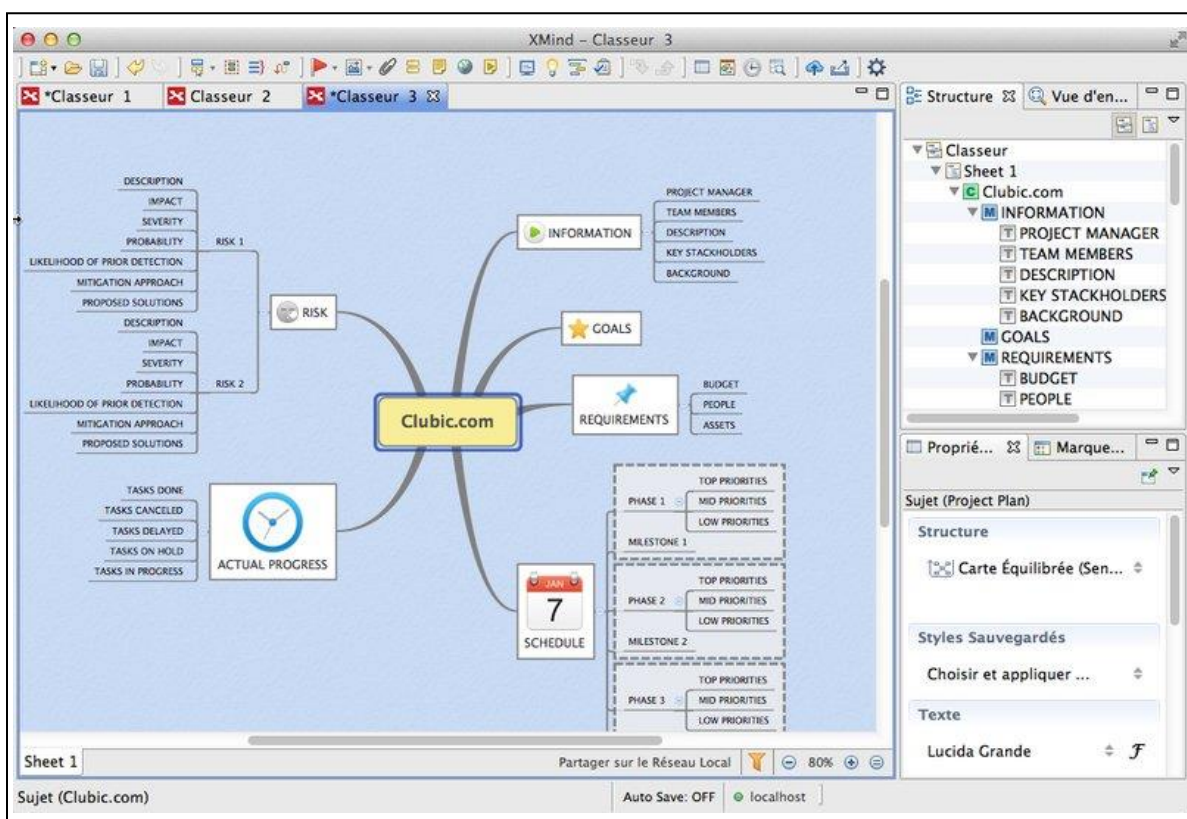 XMind – Classeur 3
*Classeur 1
Classeur 2
*Classeur 3
DESCRIPTION
IMPACT
SEVERITY
PROBABILITY
LIKELIHOOD OF PRIOR DETECTION
MITIGATION APPROACH
PROPOSED SOLUTIONS
RISK 1
DESCRIPTION
IMPACT
SEVERITY
PROBABILITY
LIKELIHOOD OF PRIOR DETECTION
MITIGATION APPROACH
PROPOSED SOLUTIONS
RISK 2
RISK
TASKS DONE
TASKS CANCELED
TASKS DELAYED
TASKS ON HOLD
TASKS IN PROGRESS
ACTUAL PROGRESS
Clubic.com
INFORMATION
PROJECT MANAGER
TEAM MEMBERS
DESCRIPTION
KEY STACKHOLDERS
BACKGROUND
GOALS
REQUIREMENTS
BUDGET
PEOPLE
ASSETS
JAN
7
SCHEDULE
PHASE 1
TOP PRIORITIES
MID PRIORITIES
LOW PRIORITIES
MILESTONE 1
PHASE 2
TOP PRIORITIES
MID PRIORITIES
LOW PRIORITIES
MILESTONE 2
PHASE 3
TOP PRIORITIES
MID PRIORITIES
LOW PRIORITIES
Structure
Vue d'en...
Classeur
Sheet 1
C Clubic.com
M INFORMATION
T PROJECT MANAGER
T TEAM MEMBERS
T DESCRIPTION
T KEY STACKHOLDERS
T BACKGROUND
M GOALS
M REQUIREMENTS
T BUDGET
T PEOPLE
Proprié...
Marque...
Sujet (Project Plan)
Structure
Carte Équilibrée (Sen...
Styles Sauvegardés
Choisir et appliquer ...
Texte
Lucida Grande
F
Sheet 1
Partager sur le Réseau Local
80%
Sujet (Clubic.com)
Auto Save: OFF
localhost